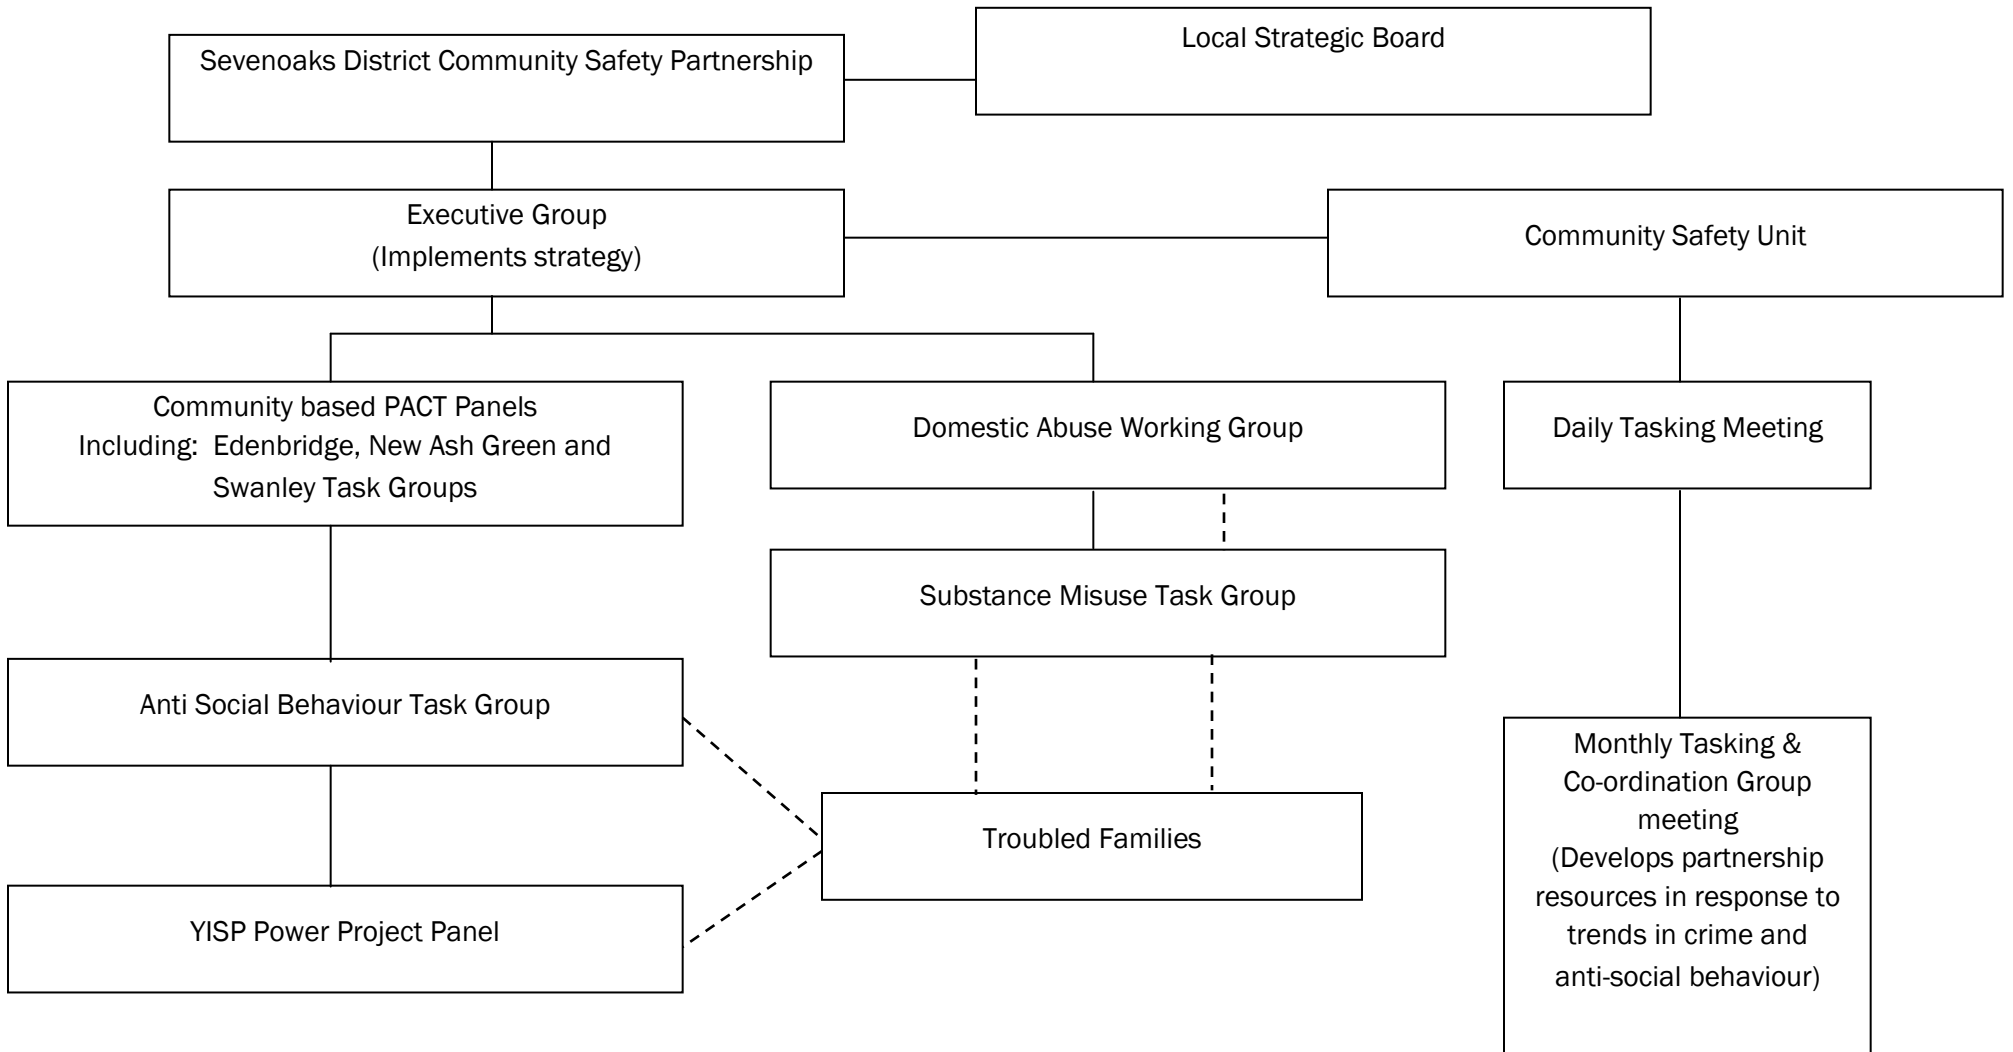 Sevenoaks District Community Safety Partnership
Local Strategic Board
Executive Group
(Implements strategy)
Community Safety Unit
Community based PACT Panels
Including:  Edenbridge, New Ash Green and
Swanley Task Groups
Domestic Abuse Working Group
Daily Tasking Meeting
Substance Misuse Task Group
Anti Social Behaviour Task Group
Troubled Families
YISP Power Project Panel
Monthly Tasking &
Co-ordination Group
meeting
(Develops partnership
resources in response to
trends in crime and
anti-social behaviour)